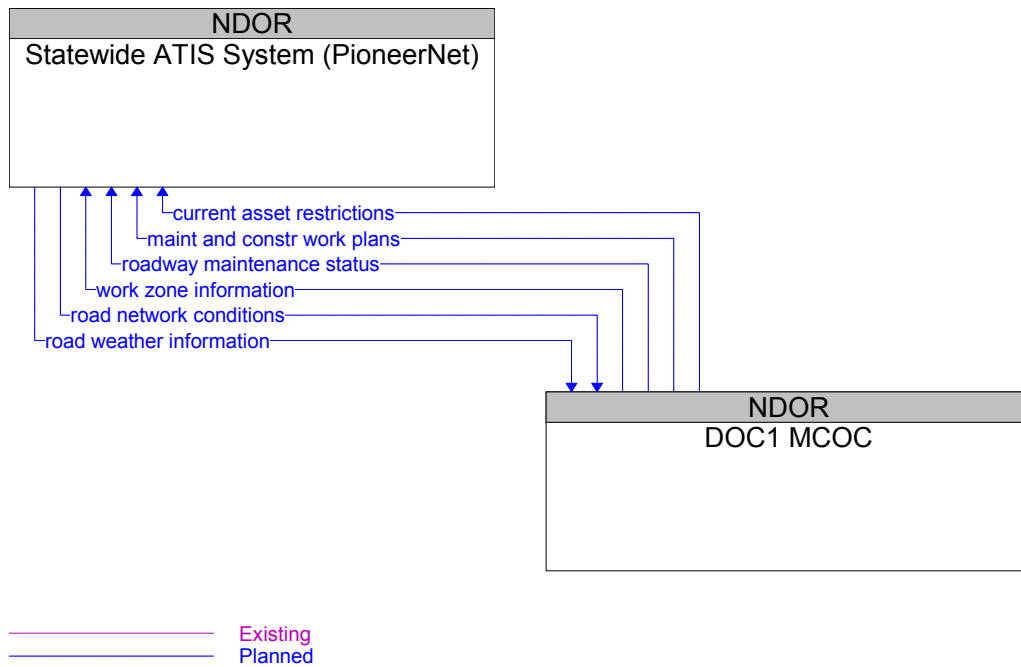 NDOR
Statewide ATIS System (PioneerNet)
current asset restrictions
maint and constr work plans
roadway maintenance status
work zone information
road network conditions
road weather information
NDOR
DOC1 MCOC
Existing
Planned